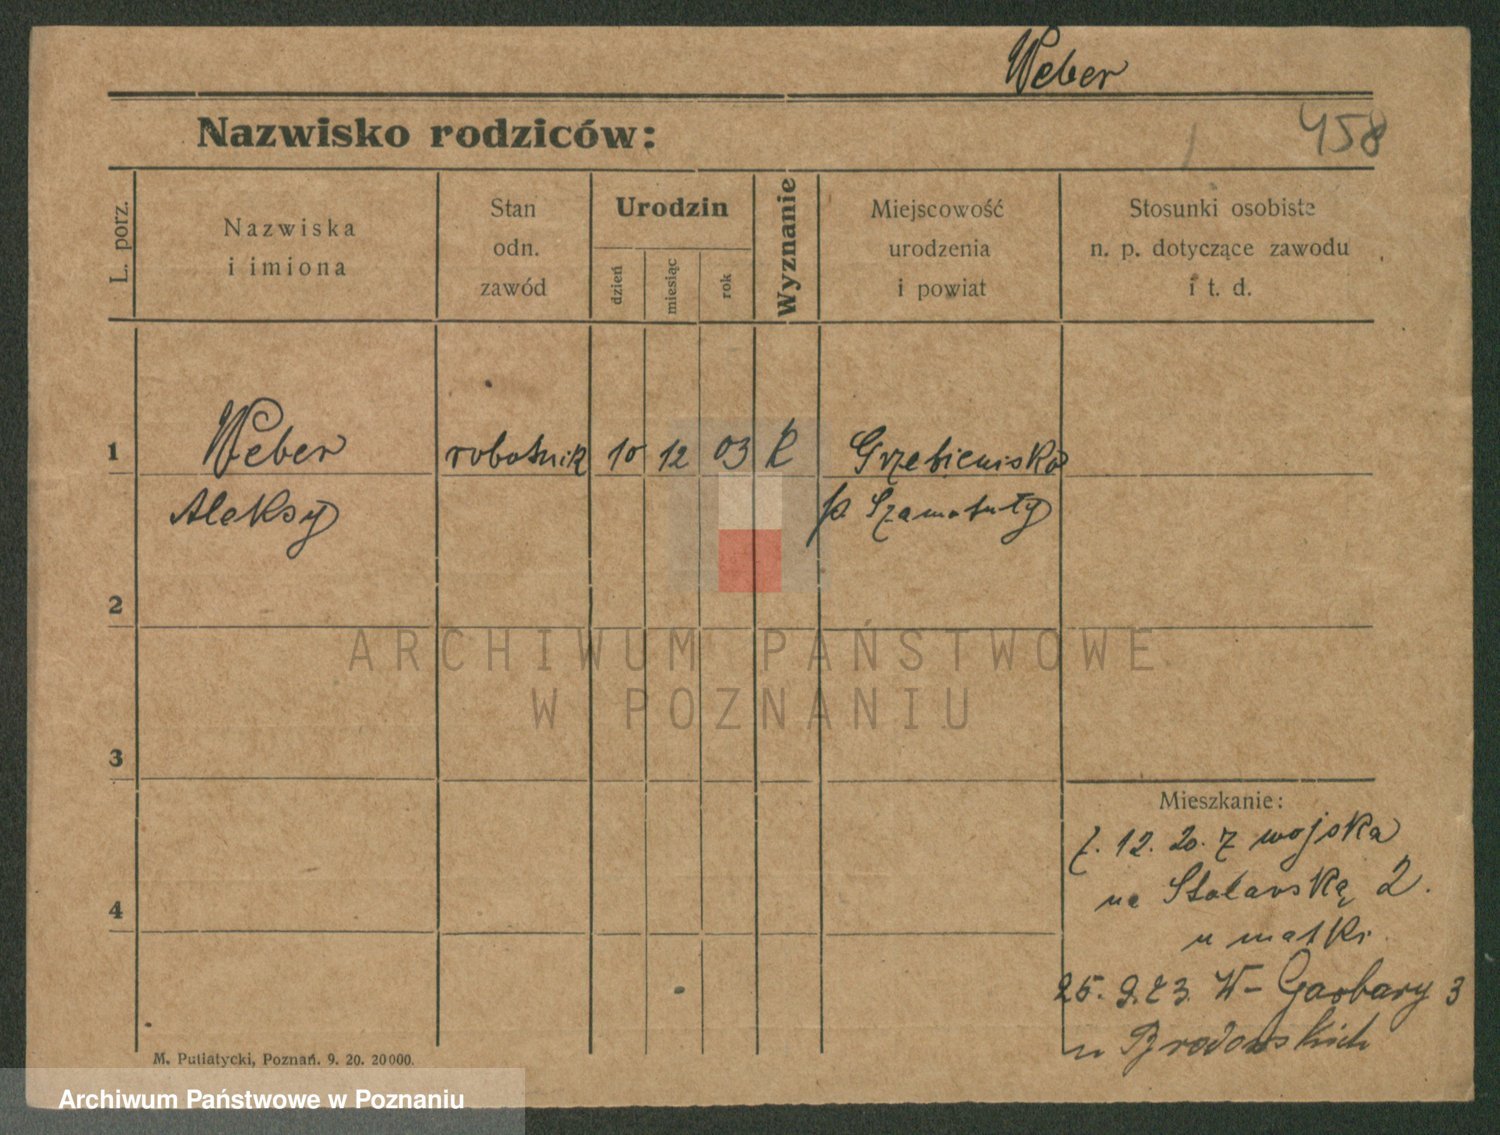 Weber
Nazwisko rodziców:
458
L. porz.
Nazwiska
i imiona
Stan
odn.
zawód
Urodzin
dzień
miesiąc
rok
Wyznanie
Miejscowość
urodzenia
i powiat
Stosunki osobiste
n. p. dotyczące zawodu
i t. d.
1 Weber robotnik 10 12 03 k Grzebienisko
Aleksy p. Szamotuły
2
3
4
Mieszkanie:
7. 12. 20. z wojska
na Stolarską 2.
u matki
25. 9. 23. W- Garbary 3
u Brodowskich
M. Putiatycki, Poznań. 9. 20. 20000.
ARCHIWUM PAŃSTWOWE
W POZNANIU
Archiwum Państwowe w Poznaniu